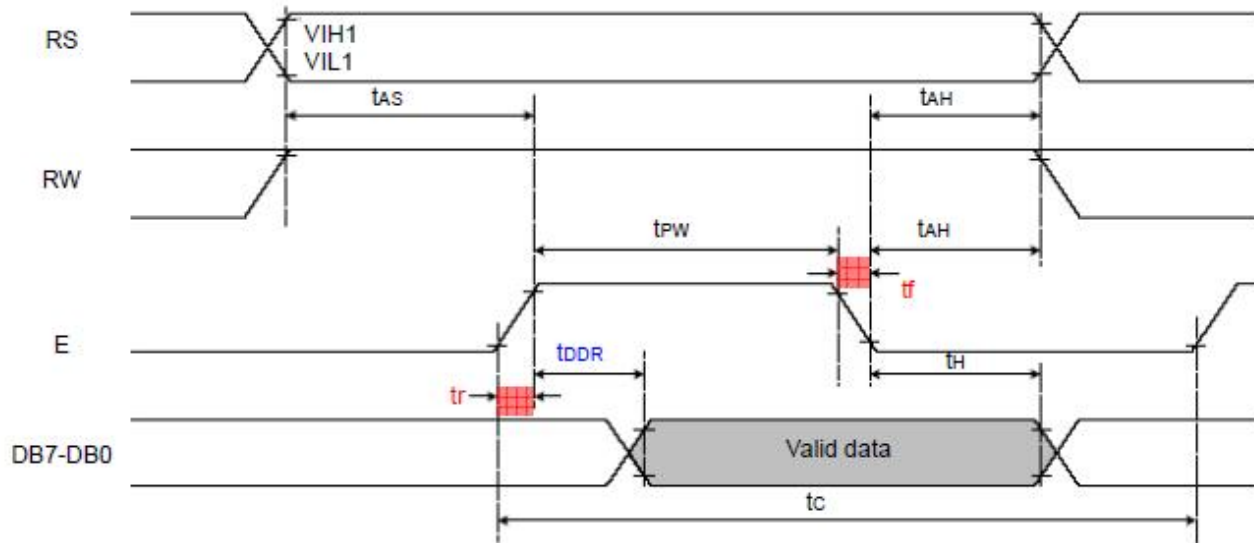 RS
VIH1
VIL1
tAS
tAH
RW
tPW
tAH
tf
E
tDDR
tH
tr
DB7-DB0
Valid data
tC